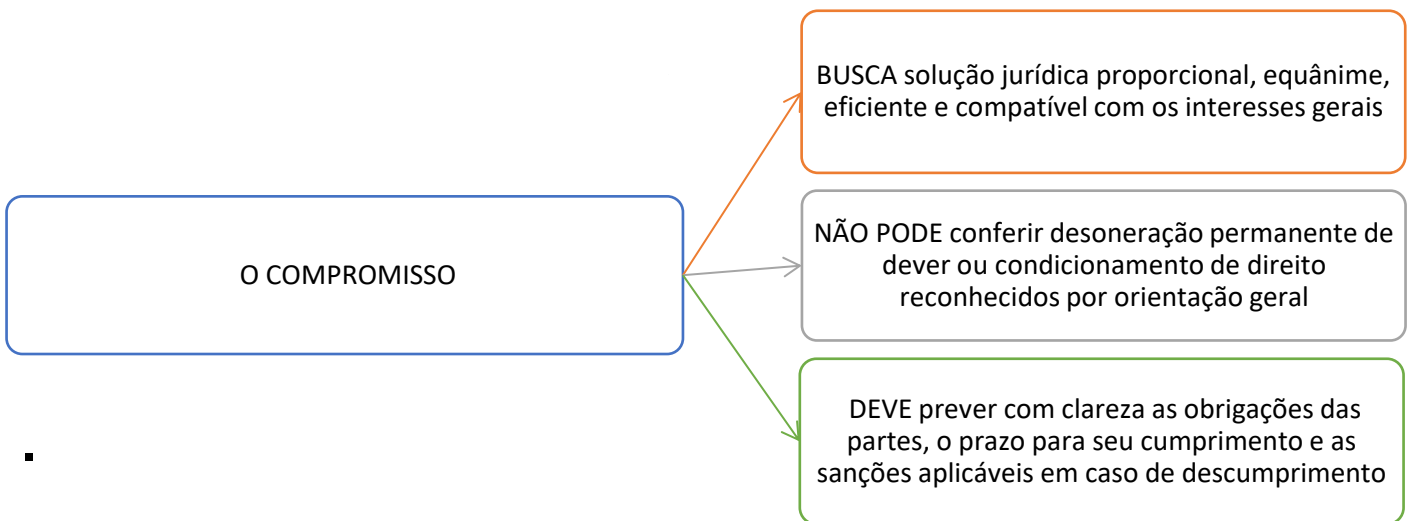 O COMPROMISSO
BUSCA solução jurídica proporcional, equânime,
eficiente e compatível com os interesses gerais
NÃO PODE conferir desoneração permanente de
dever ou condicionamento de direito
reconhecidos por orientação geral
DEVE prever com clareza as obrigações das
partes, o prazo para seu cumprimento e as
sanções aplicáveis em caso de descumprimento